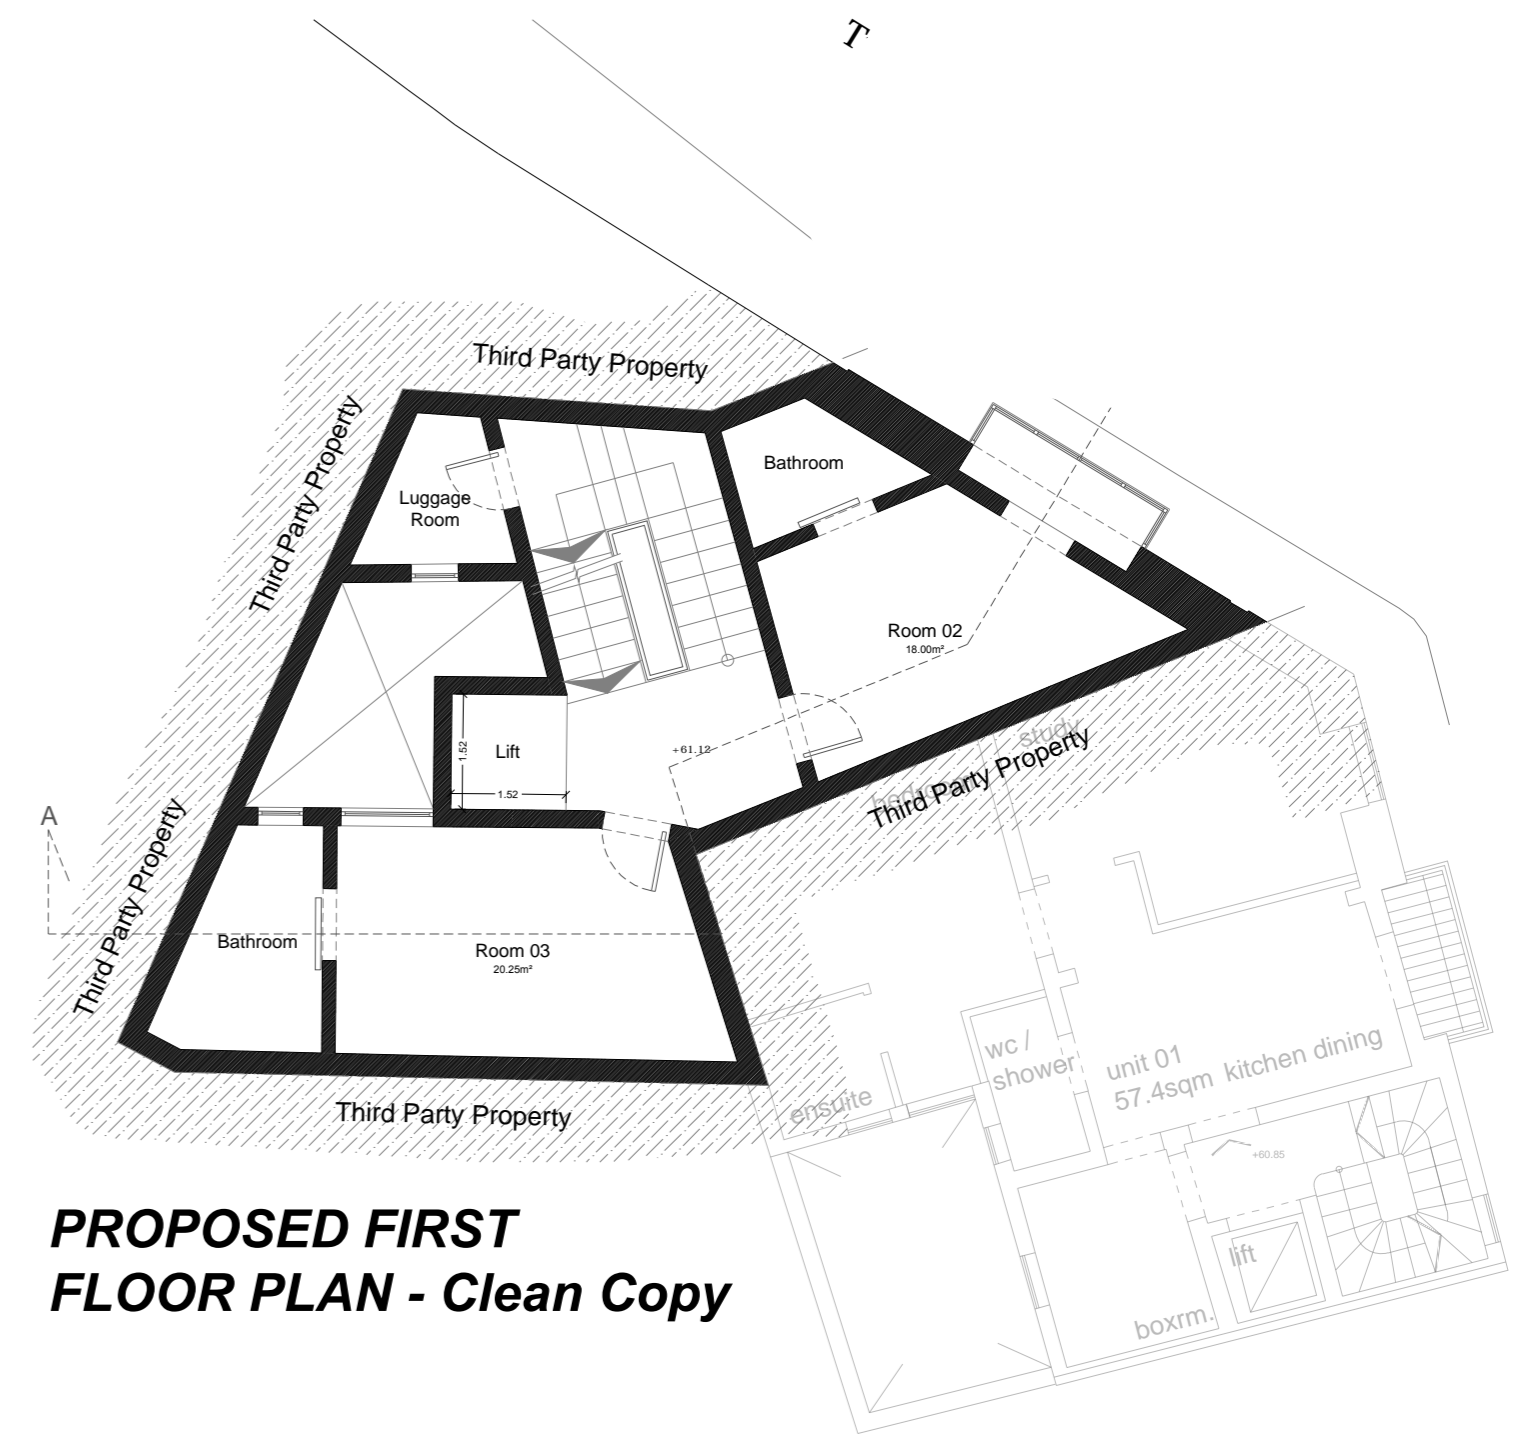 T
Third Party Property
Third Party Property
Bathroom
Luggage
Room
Room 02
18.00m²
+61.12
study
Third Party Property
bedroom
Lift
1.52
1.52
A
Third Party Property
Bathroom
Room 03
20.25m²
wc /
shower
unit 01
57.4sqm
kitchen dining
ensuite
Third Party Property
+60.85
lift
boxrm.
PROPOSED FIRST
FLOOR PLAN - Clean Copy